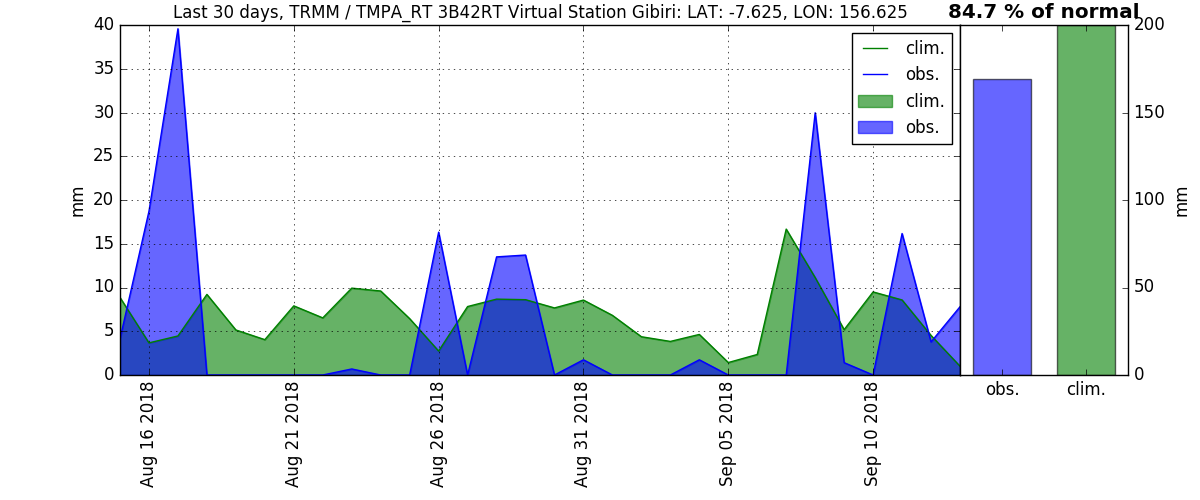 Last 30 days, TRMM / TMPA_RT 3B42RT Virtual Station Gibiri: LAT: -7.625, LON: 156.625
84.7 % of normal
40
35
30
25
20
15
10
5
0
mm
clim.
obs.
clim.
obs.
200
150
100
50
0
mm
Aug 16 2018
Aug 21 2018
Aug 26 2018
Aug 31 2018
Sep 05 2018
Sep 10 2018
obs.
clim.